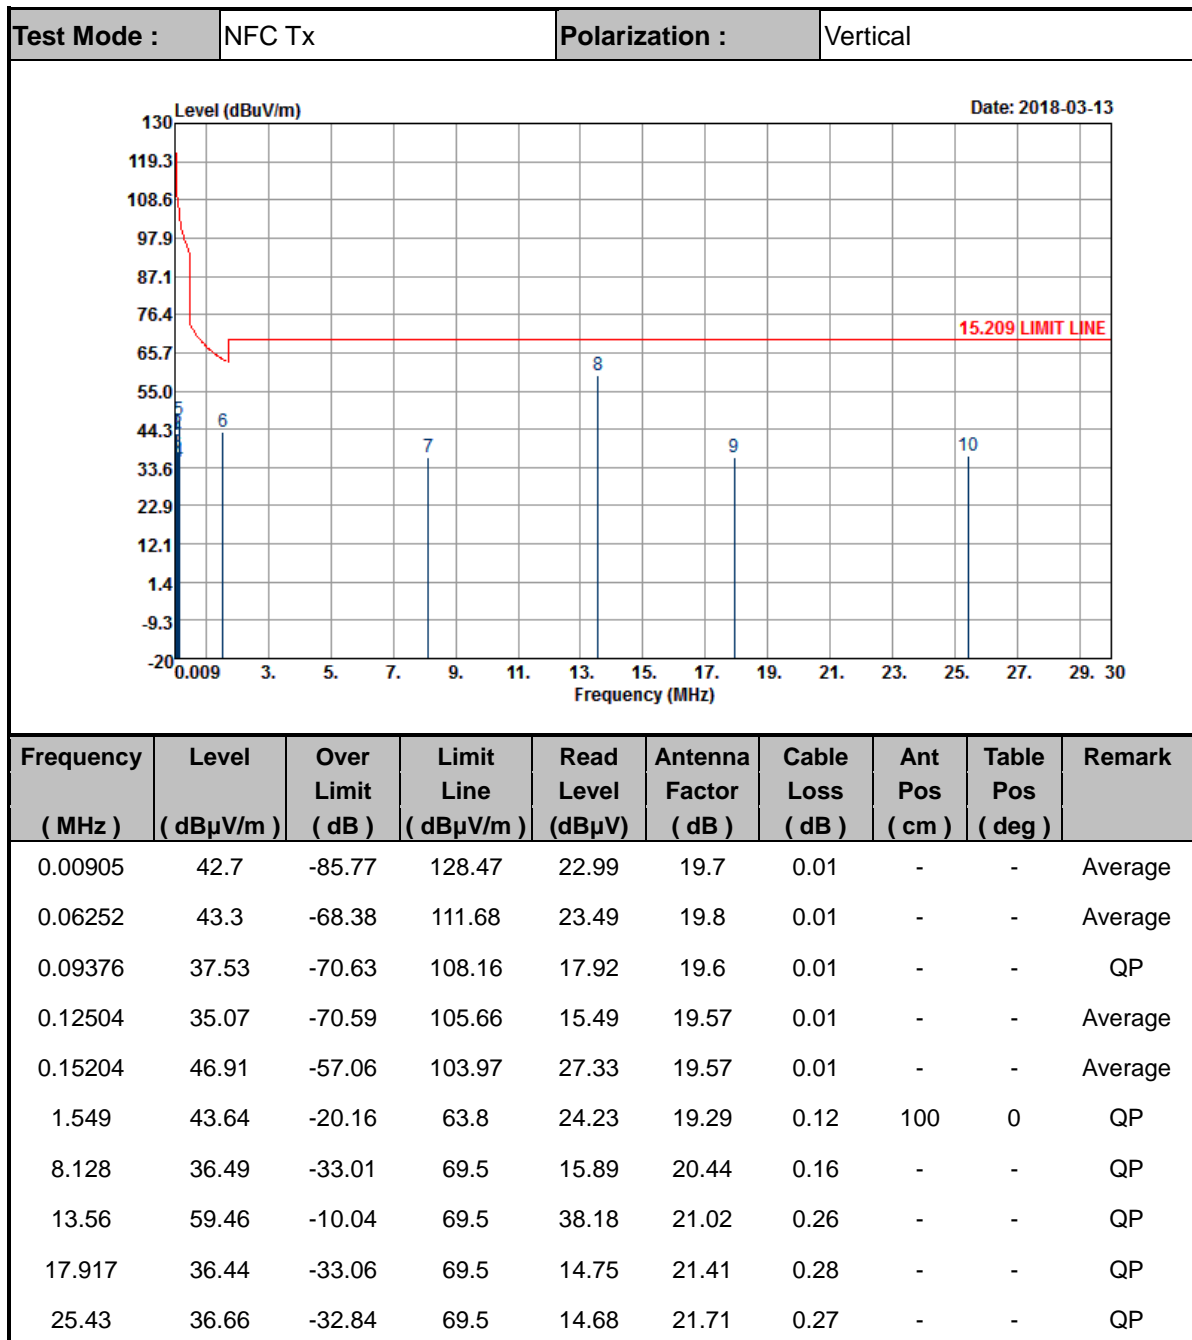 Test Mode : NFC Tx Polarization : Vertical
Level (dBuV/m) Date: 2018-03-13
130
119.3
108.6
97.9
87.1
76.4
15.209 LIMIT LINE
65.7
8
55.0
5
6
44.3
7
9
10
33.6
22.9
12.1
1.4
-9.3
-20
0.009 3. 5. 7. 9. 11. 13. 15. 17. 19. 21. 23. 25. 27. 29. 30
Frequency (MHz)
Frequency Level Over Limit Read Antenna Cable Ant Table Remark
Limit Line Level Factor Loss Pos Pos
( MHz ) ( dBµV/m ) ( dB ) ( dBµV/m ) (dBµV) ( dB ) ( dB ) ( cm ) ( deg )
0.00905 42.7 -85.77 128.47 22.99 19.7 0.01 - - Average
0.06252 43.3 -68.38 111.68 23.49 19.8 0.01 - - Average
0.09376 37.53 -70.63 108.16 17.92 19.6 0.01 - - QP
0.12504 35.07 -70.59 105.66 15.49 19.57 0.01 - - Average
0.15204 46.91 -57.06 103.97 27.33 19.57 0.01 - - Average
1.549 43.64 -20.16 63.8 24.23 19.29 0.12 100 0 QP
8.128 36.49 -33.01 69.5 15.89 20.44 0.16 - - QP
13.56 59.46 -10.04 69.5 38.18 21.02 0.26 - - QP
17.917 36.44 -33.06 69.5 14.75 21.41 0.28 - - QP
25.43 36.66 -32.84 69.5 14.68 21.71 0.27 - - QP